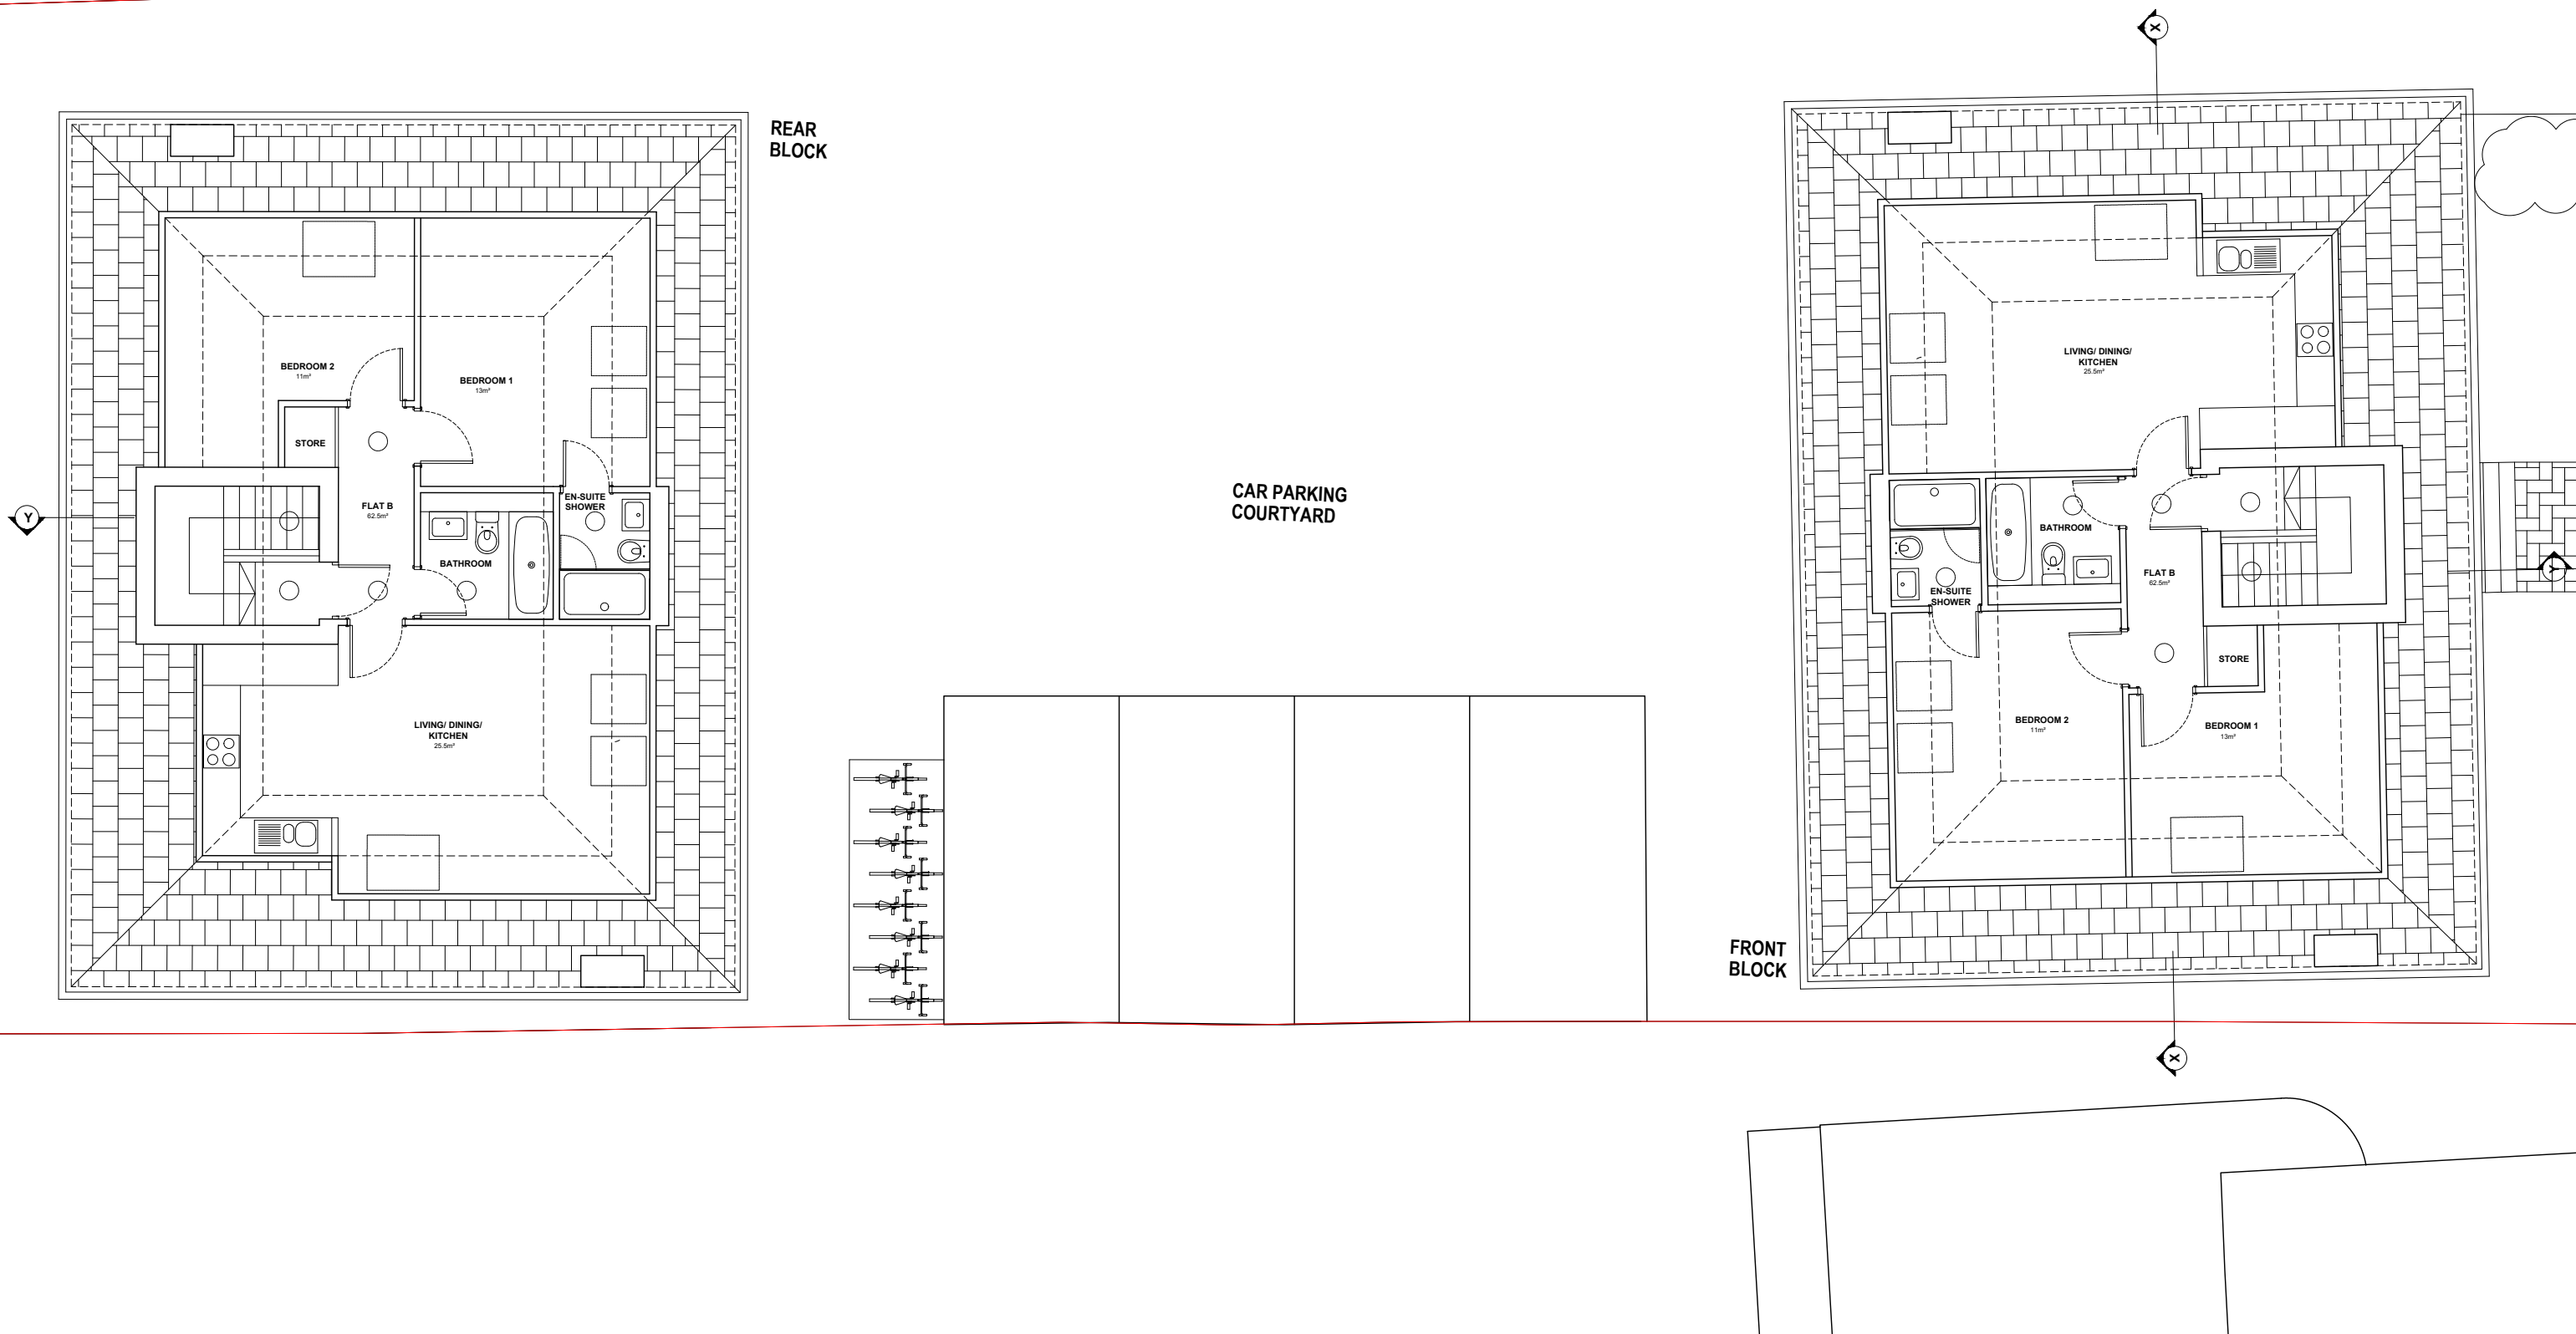 REAR
BLOCK
BEDROOM 2
11m²
BEDROOM 1
13m²
STORE
FLAT B
62.5m²
EN-SUITE
SHOWER
BATHROOM
LIVING/ DINING/
KITCHEN
25.5m²
Y
CAR PARKING
COURTYARD
FRONT
BLOCK
X
LIVING/ DINING/
KITCHEN
25.5m²
BATHROOM
EN-SUITE
SHOWER
FLAT B
62.5m²
STORE
BEDROOM 2
11m²
BEDROOM 1
13m²
Y
X